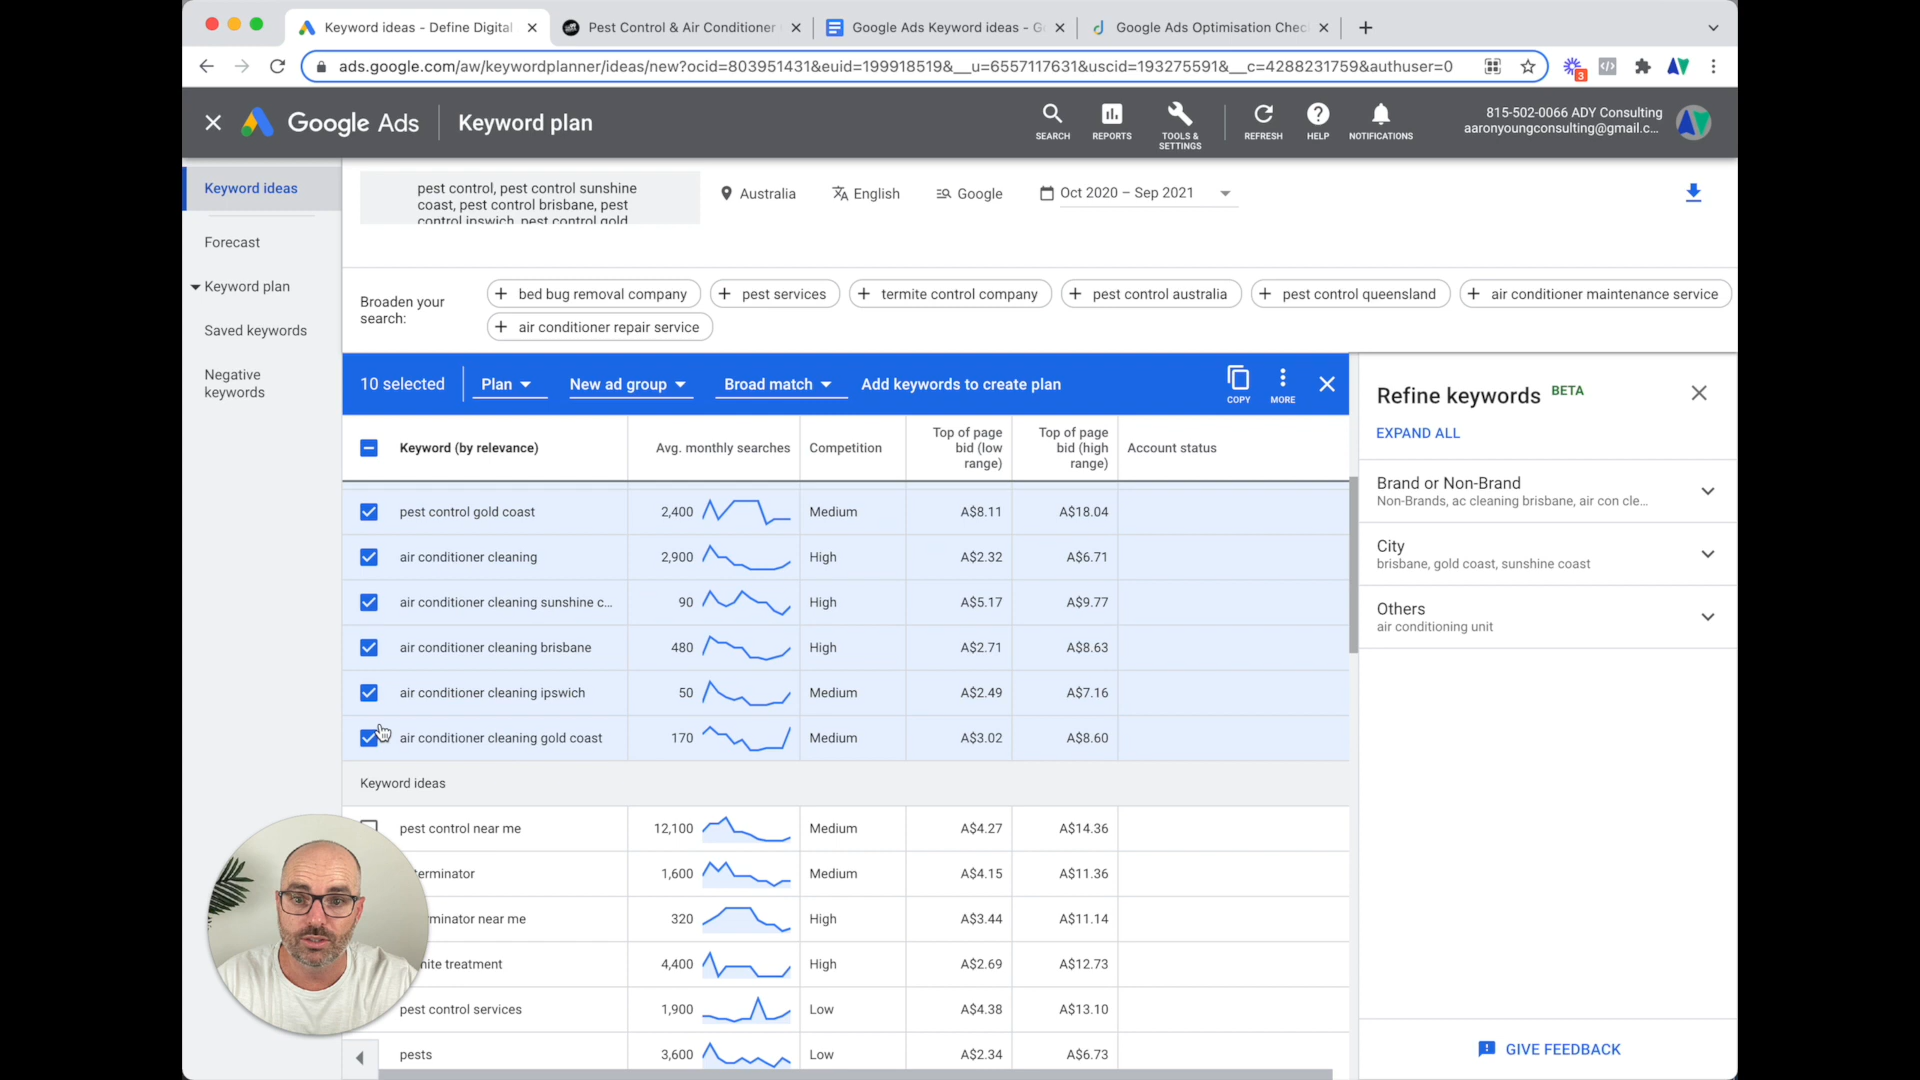 Keyword ideas - Define Digital
Pest Control & Air Conditioner
Google Ads Keyword ideas - G
Google Ads Optimisation Chec
ads.google.com/aw/keywordplanner/ideas/new?ocid=803951431&euid=199918519&__u=6557117631&uscid=193275591&__c=4288231759&authuser=0
3
Google Ads
Keyword plan
SEARCH
REPORTS
TOOLS &
SETTINGS
REFRESH
HELP
NOTIFICATIONS
815-502-0066 ADY Consulting
aaronyoungconsulting@gmail.c...
Keyword ideas
Forecast
Keyword plan
Saved keywords
Negative
keywords
pest control, pest control sunshine
coast, pest control brisbane, pest
control ipswich, pest control gold
Australia
English
Google
Oct 2020 – Sep 2021
Broaden your
search:
bed bug removal company
pest services
termite control company
pest control australia
pest control queensland
air conditioner maintenance service
air conditioner repair service
10 selected
Plan
New ad group
Broad match
Add keywords to create plan
COPY
MORE
Keyword (by relevance)
Avg. monthly searches
Competition
Top of page
bid (low
range)
Top of page
bid (high
range)
Account status
pest control gold coast 2,400 Medium A$8.11 A$18.04
air conditioner cleaning 2,900 High A$2.32 A$6.71
air conditioner cleaning sunshine c... 90 High A$5.17 A$9.77
air conditioner cleaning brisbane 480 High A$2.71 A$8.63
air conditioner cleaning ipswich 50 Medium A$2.49 A$7.16
air conditioner cleaning gold coast 170 Medium A$3.02 A$8.60
Keyword ideas
pest control near me 12,100 Medium A$4.27 A$14.36
terminator 1,600 Medium A$4.15 A$11.36
minator near me 320 High A$3.44 A$11.14
mite treatment 4,400 High A$2.69 A$12.73
pest control services 1,900 Low A$4.38 A$13.10
pests 3,600 Low A$2.34 A$6.73
Refine keywords BETA
EXPAND ALL
Brand or Non-Brand
Non-Brands, ac cleaning brisbane, air con cle...
City
brisbane, gold coast, sunshine coast
Others
air conditioning unit
GIVE FEEDBACK